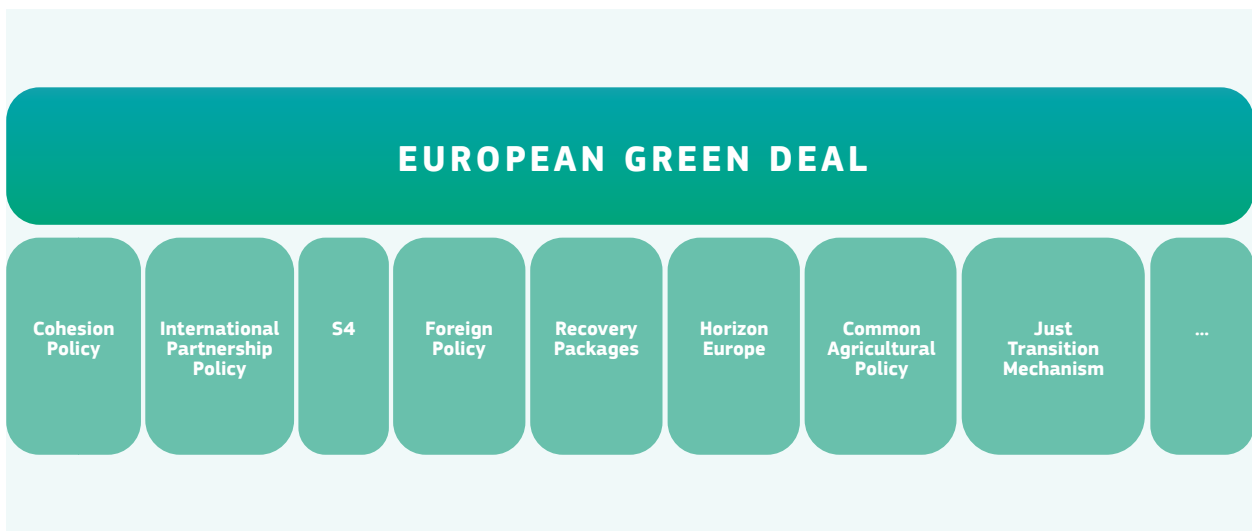 EUROPEAN GREEN DEAL
Cohesion
Policy
International
Partnership
Policy
S4
Foreign
Policy
Recovery
Packages
Horizon
Europe
Common
Agricultural
Policy
Just
Transition
Mechanism
...